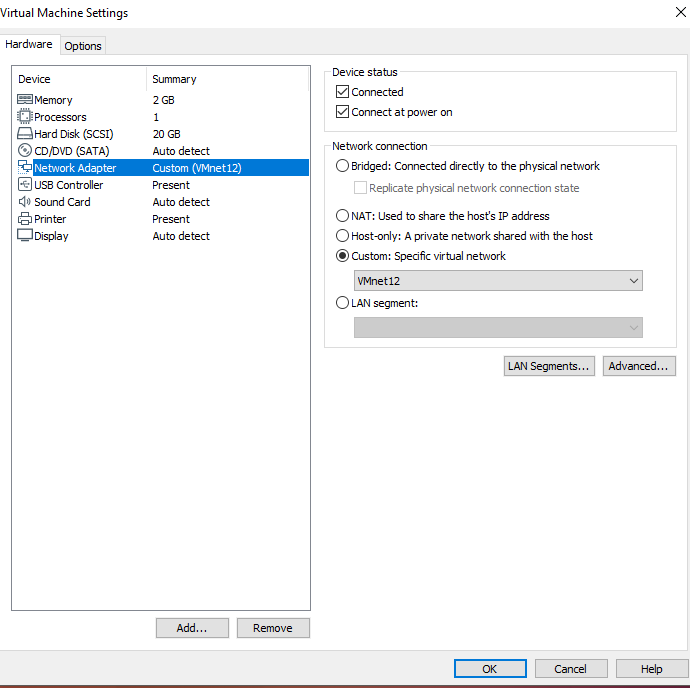 Virtual Machine Settings
Hardware Options
Device Summary
Memory 2 GB
Processors 1
Hard Disk (SCSI) 20 GB
CD/DVD (SATA) Auto detect
Network Adapter Custom (VMnet12)
USB Controller Present
Sound Card Auto detect
Printer Present
Display Auto detect
Add... Remove
Device status
Connected
Connect at power on
Network connection
Bridged: Connected directly to the physical network
Replicate physical network connection state
NAT: Used to share the host's IP address
Host-only: A private network shared with the host
Custom: Specific virtual network
VMnet12
LAN segment:
LAN Segments... Advanced...
OK Cancel Help